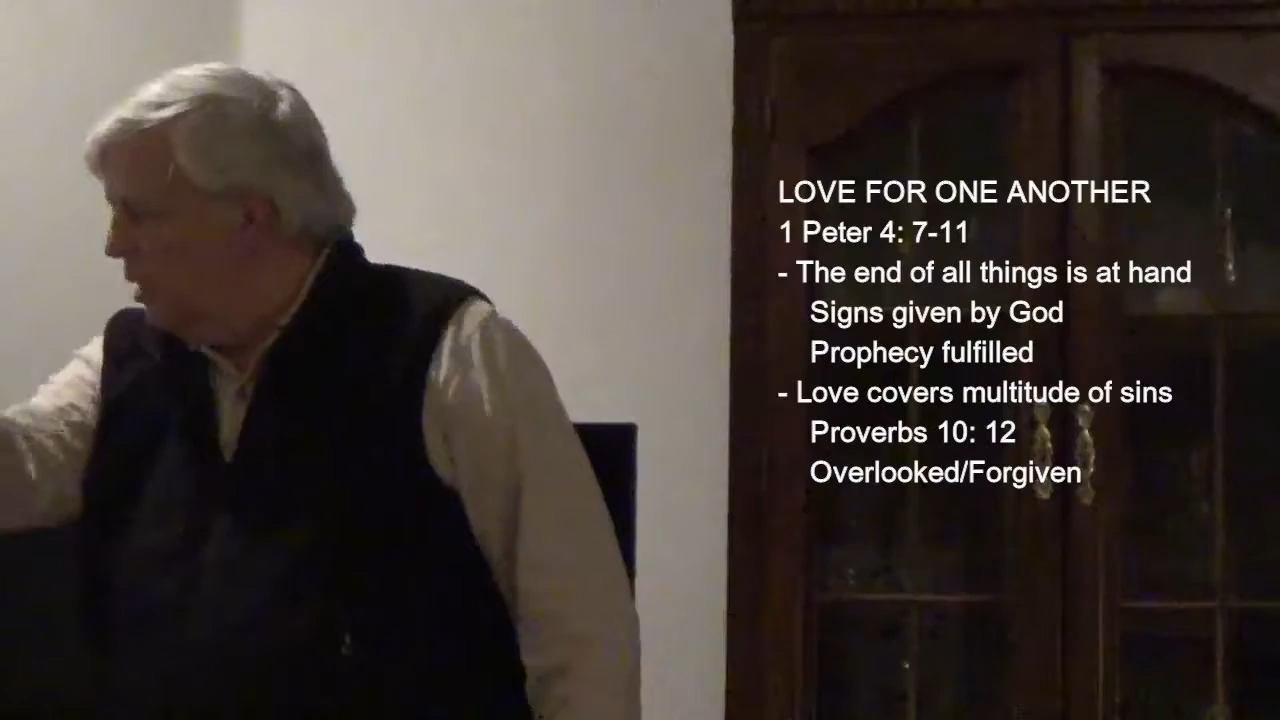 LOVE FOR ONE ANOTHER
1 Peter 4: 7-11
- The end of all things is at hand
Signs given by God
Prophecy fulfilled
- Love covers multitude of sins
Proverbs 10: 12
Overlooked/Forgiven